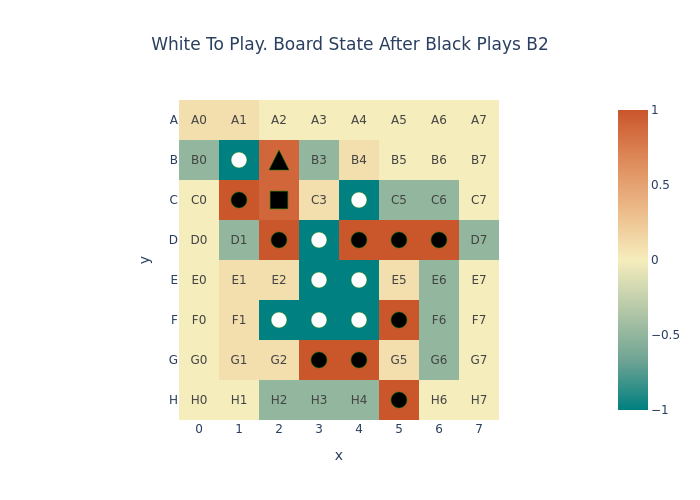 White To Play. Board State After Black Plays B2
A A0 A1 A2 A3 A4 A5 A6 A7
B B0 B3 B4 B5 B6 B7
C C0 C3 C5 C6 C7
D D0 D1 D7
E E0 E1 E2 E5 E6 E7
F F0 F1 F6 F7
G G0 G1 G2 G5 G6 G7
H H0 H1 H2 H3 H4 H6 H7
0 1 2 3 4 5 6 7
x
y
1
0.5
0
−0.5
−1